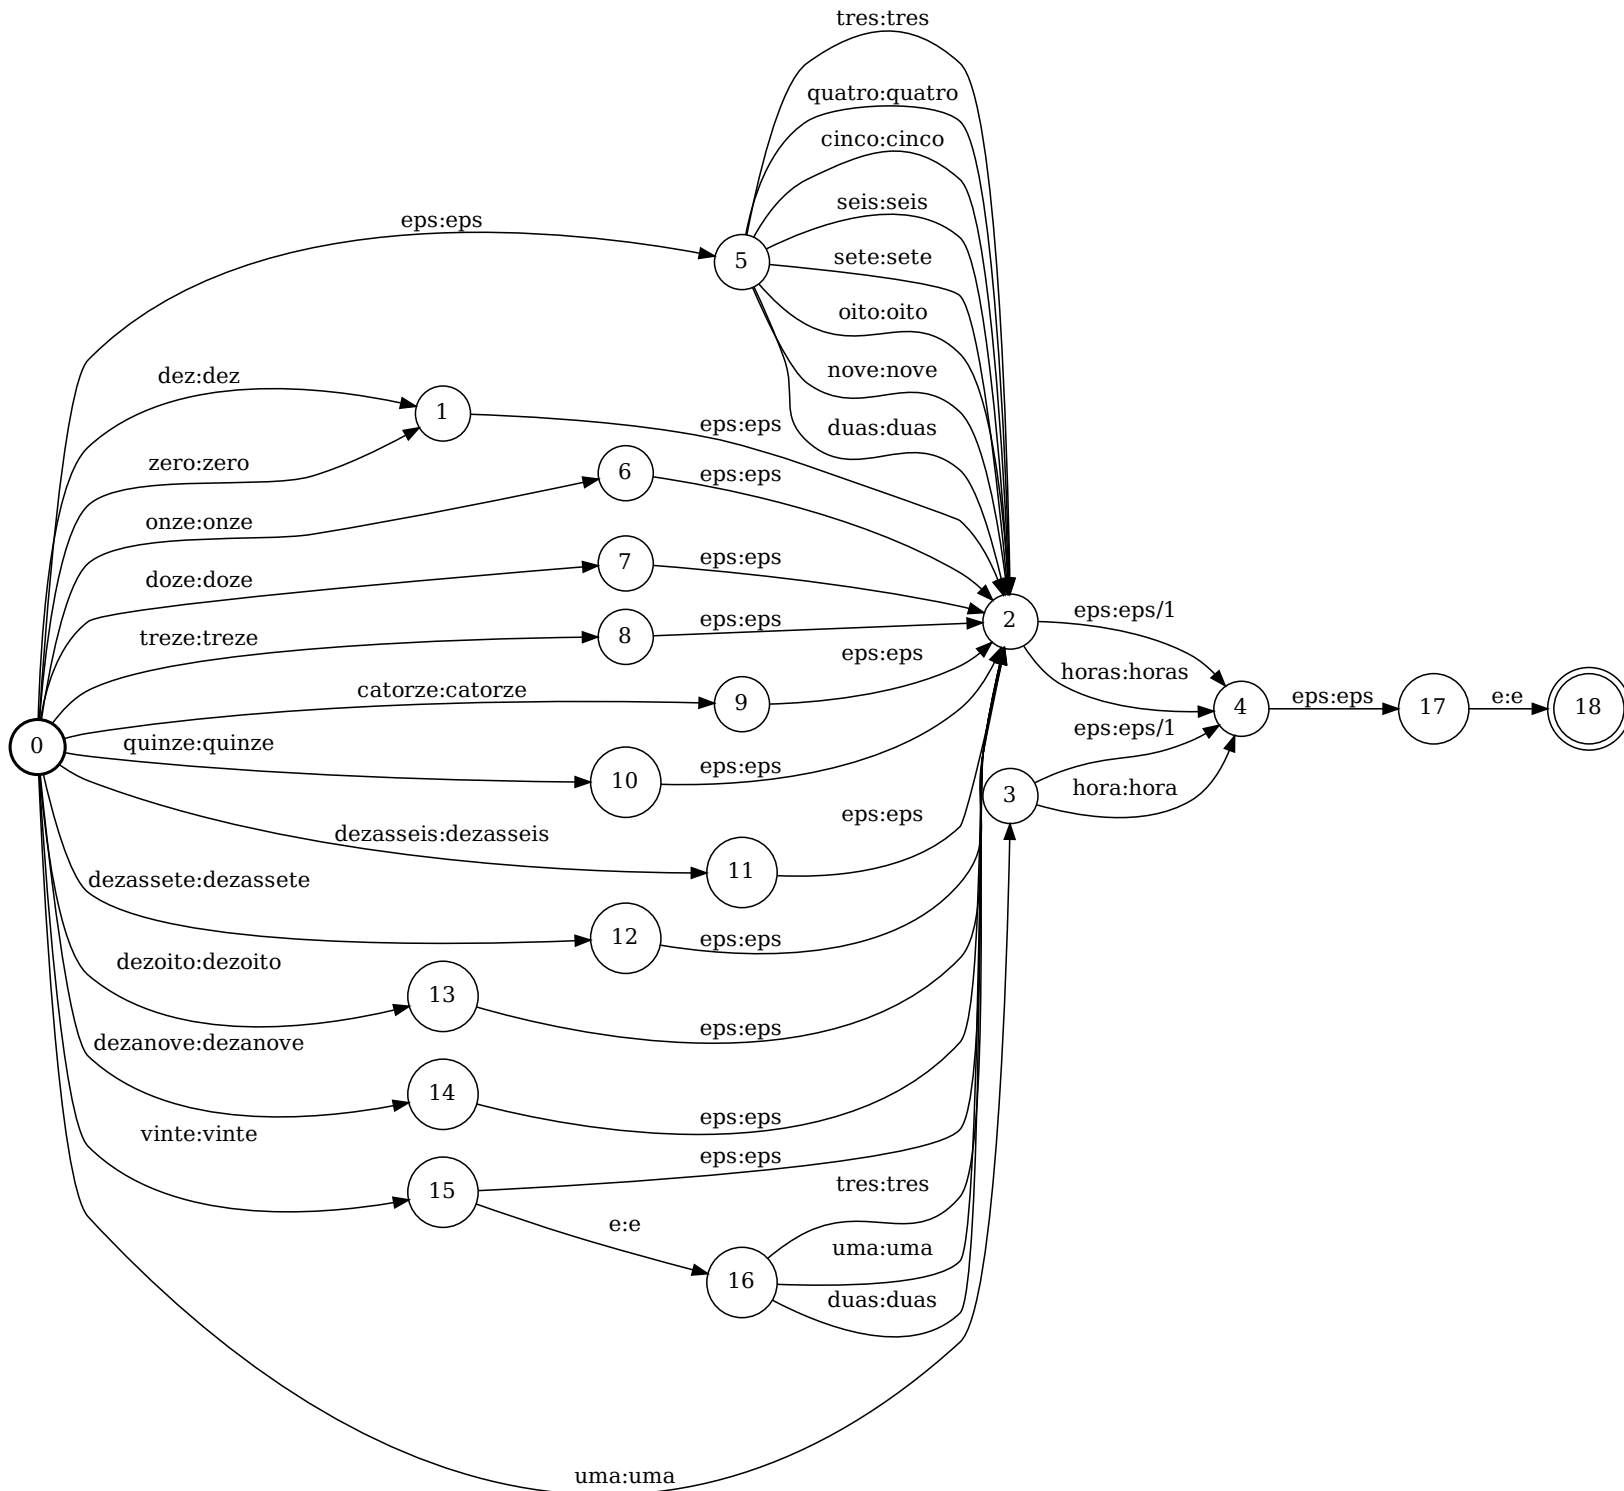 tres:tres
quatro:quatro
cinco:cinco
seis:seis
eps:eps
5
sete:sete
oito:oito
nove:nove
duas:duas
dez:dez
1
eps:eps
zero:zero
6
eps:eps
onze:onze
7
eps:eps
doze:doze
8
eps:eps
treze:treze
2
eps:eps/1
eps:eps
horas:horas
catorze:catorze
9
4
eps:eps
17
e:e
18
0
quinze:quinze
eps:eps/1
10
eps:eps
3
hora:hora
eps:eps
dezasseis:dezasseis
11
dezassete:dezassete
12
eps:eps
dezoito:dezoito
13
eps:eps
dezanove:dezanove
14
eps:eps
vinte:vinte
eps:eps
15
tres:tres
e:e
uma:uma
16
duas:duas
uma:uma